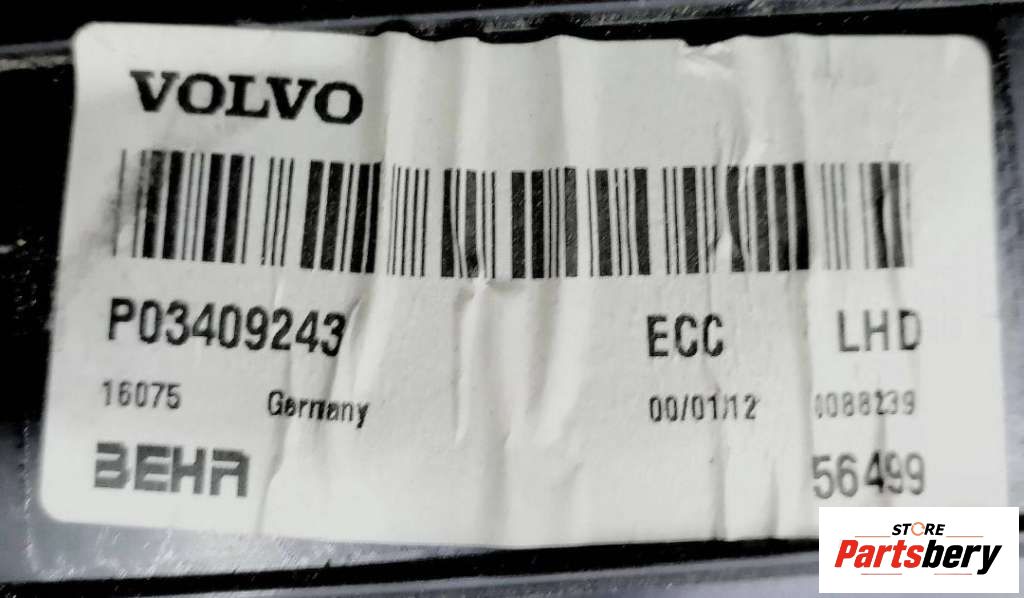 VOLVO
P03409243 ECC LHD
16075 Germany 00/01/12 0088239
BEHR
56499
STORE
Partsbery